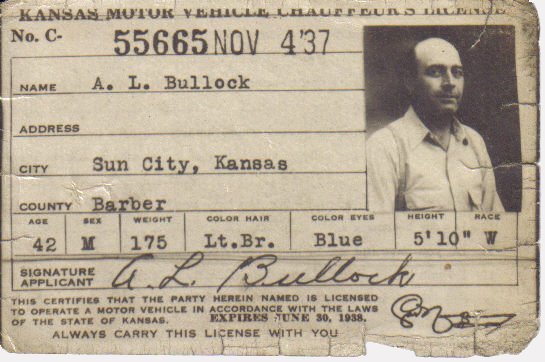 KANSAS MOTOR VEHICLE CHAUFFEUR'S LICENSE
No. C- 55665 NOV 4'37
NAME A. L. Bullock
ADDRESS
CITY Sun City, Kansas
COUNTY Barber
AGE SEX WEIGHT COLOR HAIR COLOR EYES HEIGHT RACE
42 M 175 Lt.Br. Blue 5'10" W
SIGNATURE
APPLICANT A. L. Bullock
THIS CERTIFIES THAT THE PARTY HEREIN NAMED IS LICENSED
TO OPERATE A MOTOR VEHICLE IN ACCORDANCE WITH THE LAWS
OF THE STATE OF KANSAS. EXPIRES JUNE 30, 1938.
ALWAYS CARRY THIS LICENSE WITH YOU